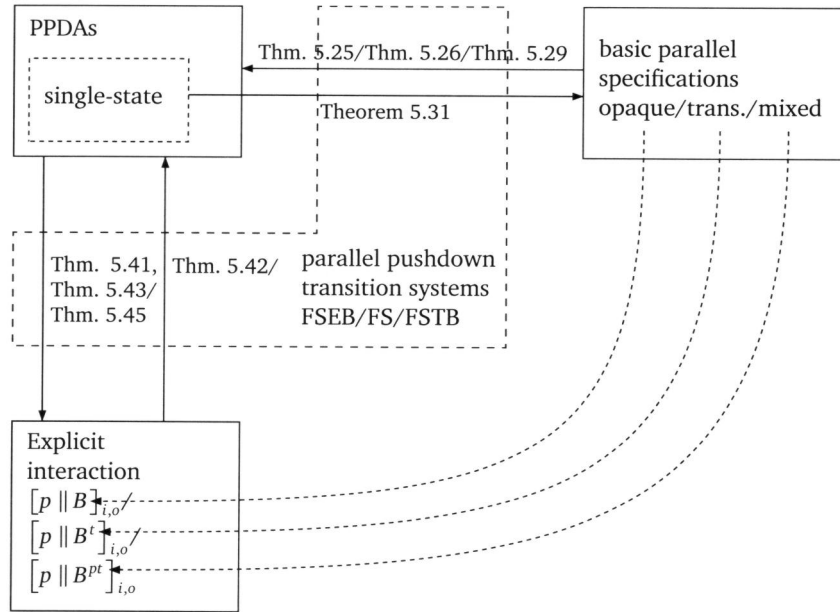 PPDAs
single-state
Thm. 5.25/Thm. 5.26/Thm. 5.29
Theorem 5.31
basic parallel
specifications
opaque/trans./mixed
Thm. 5.41,
Thm. 5.43/
Thm. 5.45
Thm. 5.42/
parallel pushdown
transition systems
FSEB/FS/FSTB
Explicit
interaction
[p ∥ B]_{i,o}/
[p ∥ B^t]_{i,o}/
[p ∥ B^{pt}]_{i,o}